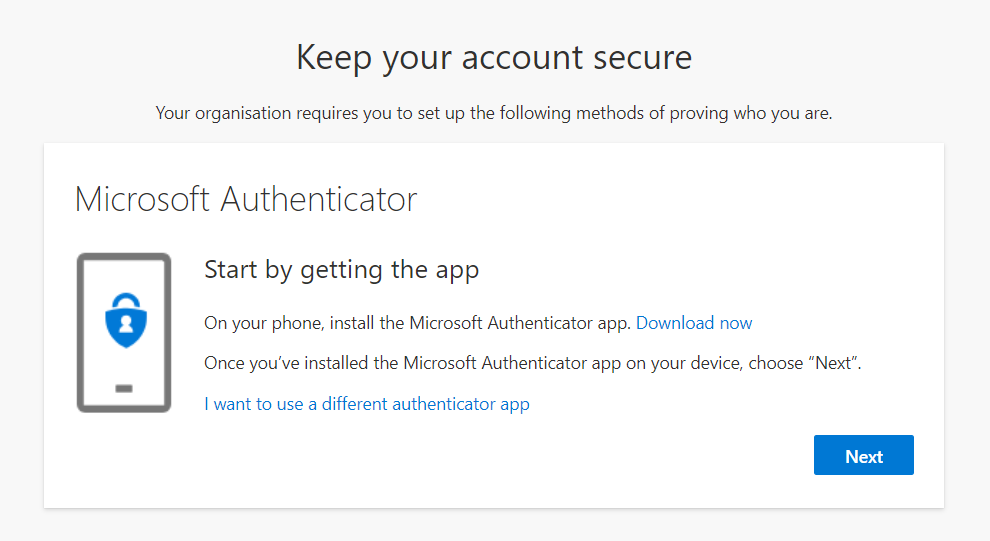 Keep your account secure
Your organisation requires you to set up the following methods of proving who you are.
Microsoft Authenticator
Start by getting the app
On your phone, install the Microsoft Authenticator app. Download now
Once you’ve installed the Microsoft Authenticator app on your device, choose “Next”.
I want to use a different authenticator app
Next